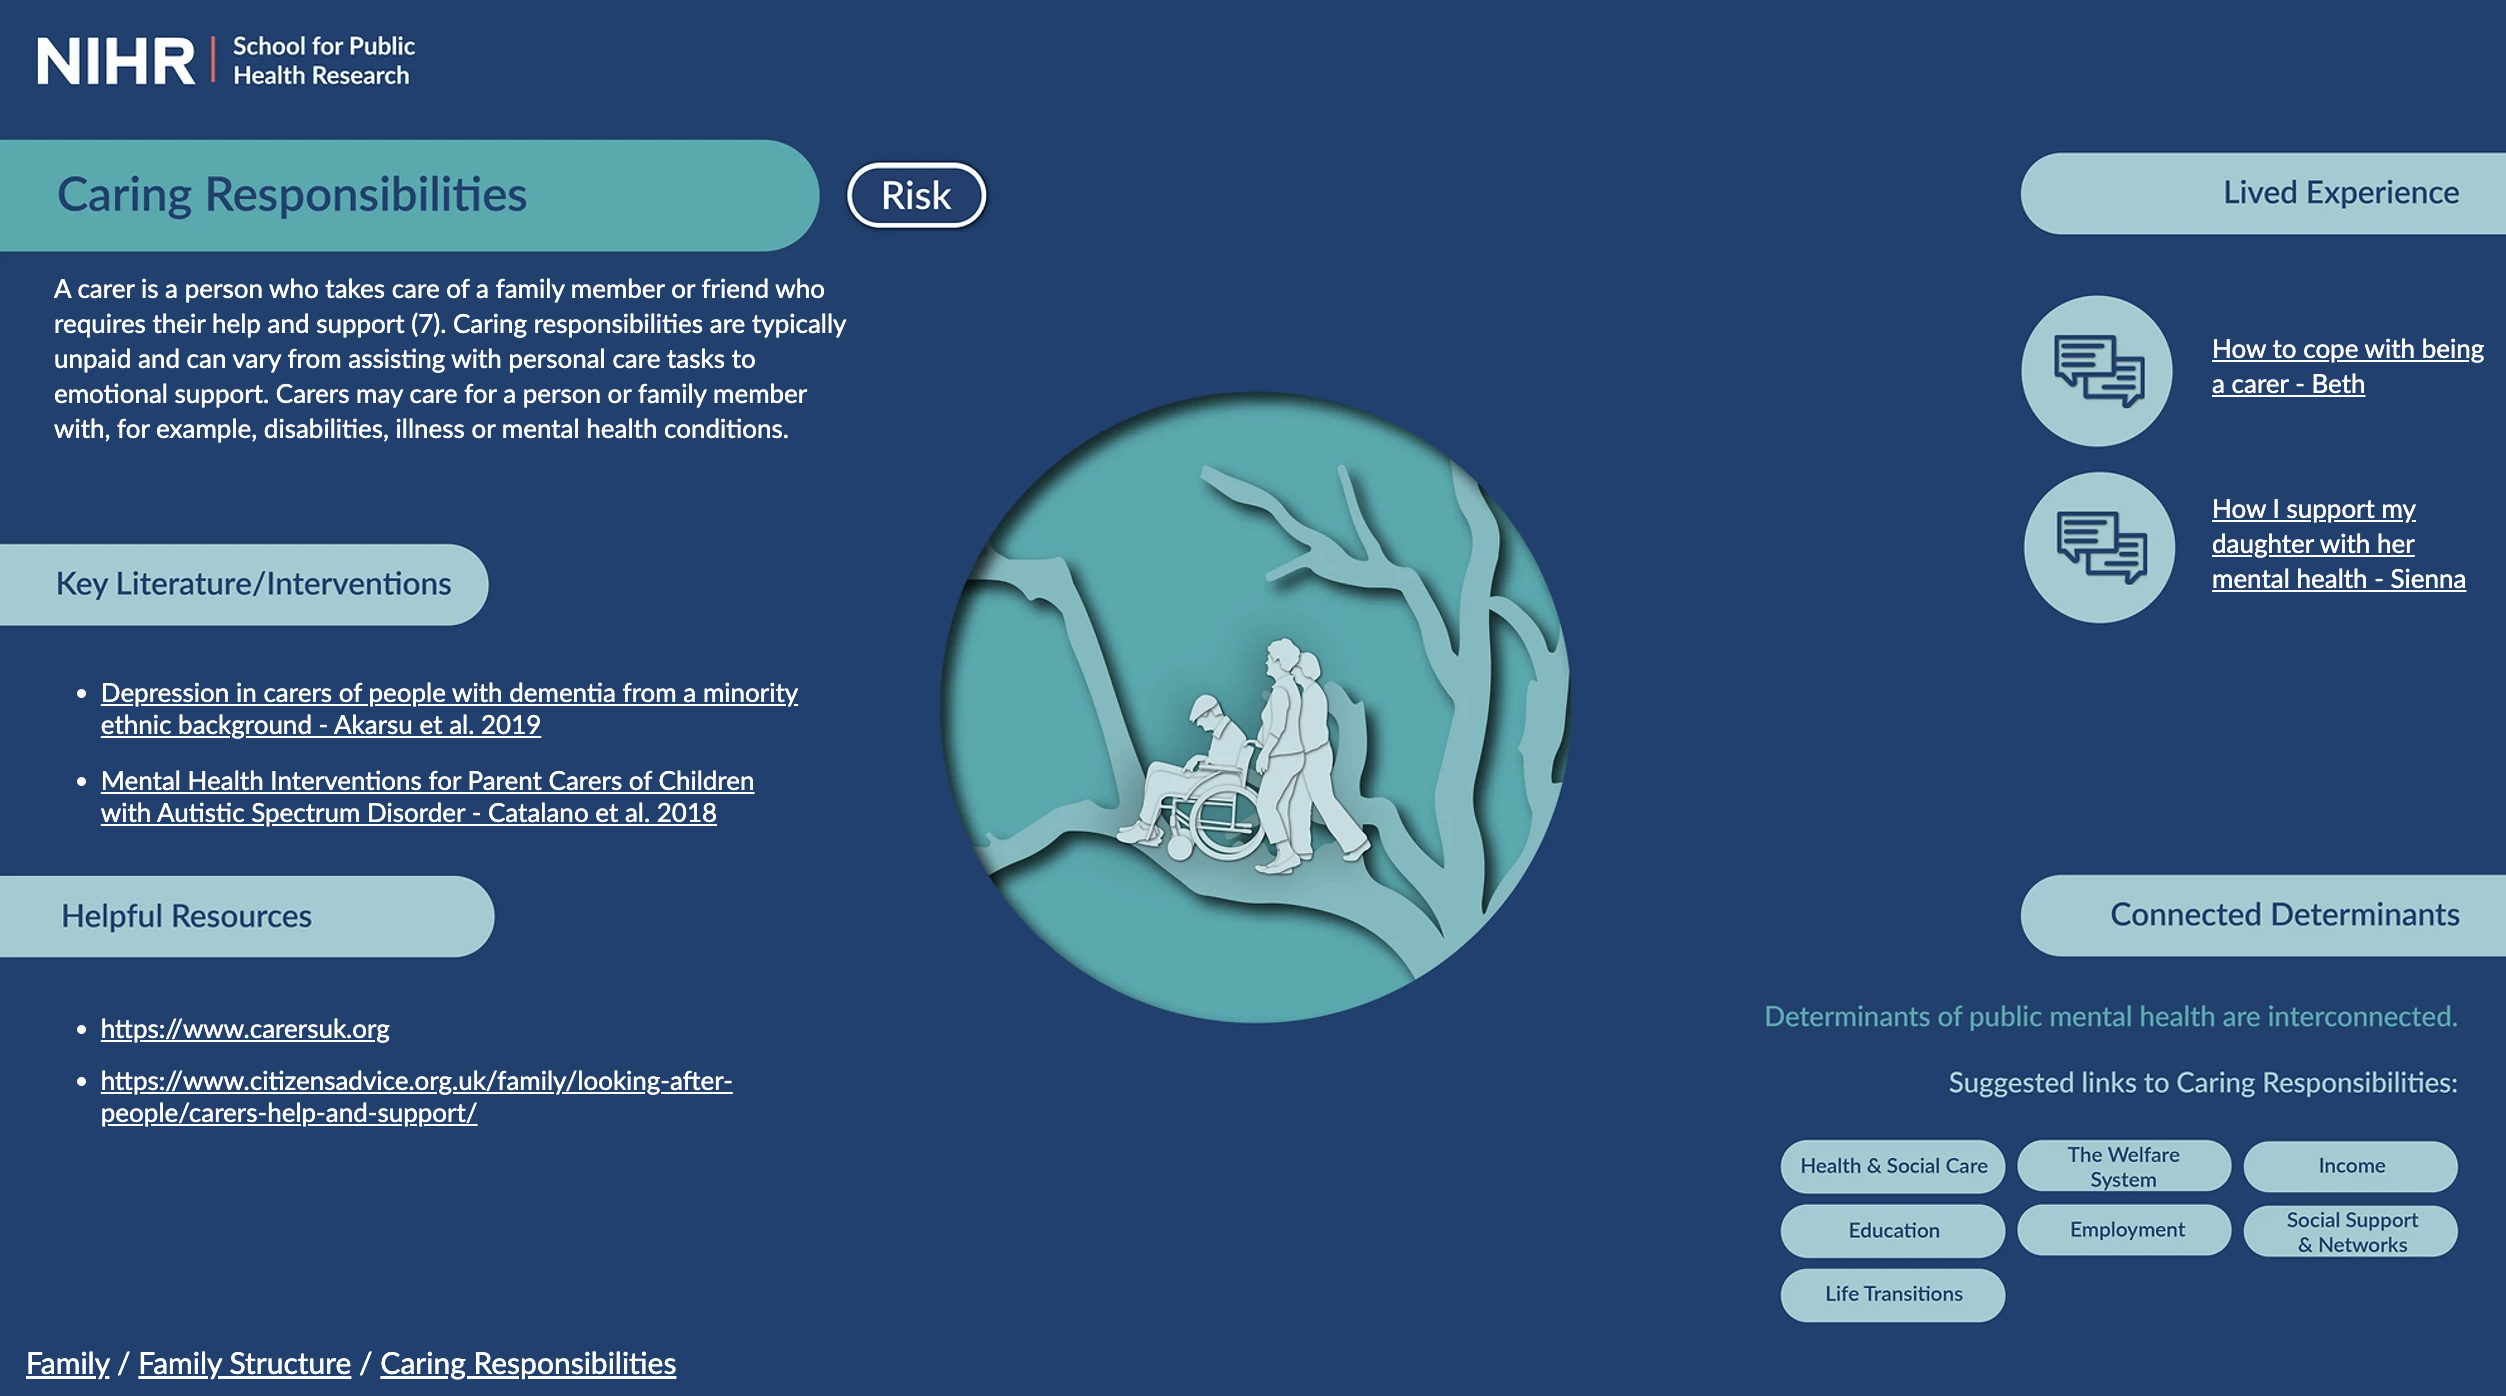 NIHR
School for Public
Health Research
Caring Responsibilities
Risk
A carer is a person who takes care of a family member or friend who
requires their help and support (7). Caring responsibilities are typically
unpaid and can vary from assisting with personal care tasks to
emotional support. Carers may care for a person or family member
with, for example, disabilities, illness or mental health conditions.
Key Literature/Interventions
• Depression in carers of people with dementia from a minority
ethnic background - Akarsu et al. 2019
• Mental Health Interventions for Parent Carers of Children
with Autistic Spectrum Disorder - Catalano et al. 2018
Helpful Resources
• https://www.carersuk.org
• https://www.citizensadvice.org.uk/family/looking-after-
people/carers-help-and-support/
Lived Experience
How to cope with being
a carer - Beth
How I support my
daughter with her
mental health - Sienna
Connected Determinants
Determinants of public mental health are interconnected.
Suggested links to Caring Responsibilities:
Health & Social Care
The Welfare
System
Income
Education
Employment
Social Support
& Networks
Life Transitions
Family / Family Structure / Caring Responsibilities